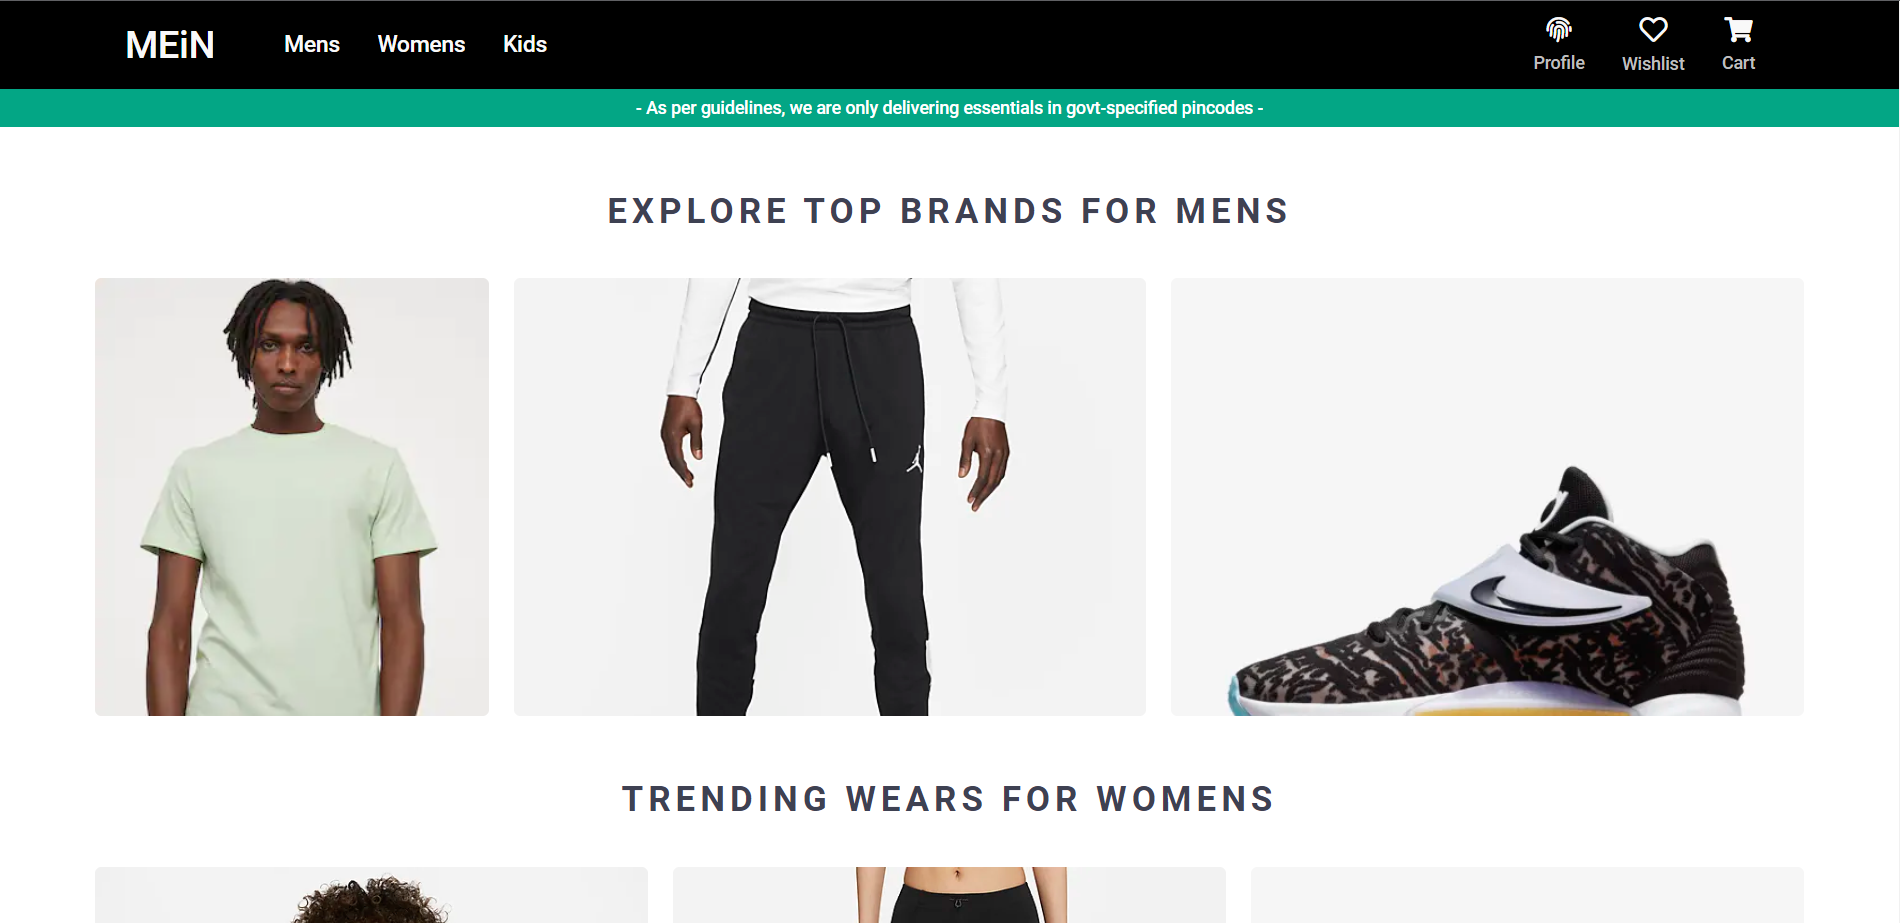 MEiN
Mens
Womens
Kids
Profile
Wishlist
Cart
- As per guidelines, we are only delivering essentials in govt-specified pincodes -
EXPLORE TOP BRANDS FOR MENS
TRENDING WEARS FOR WOMENS